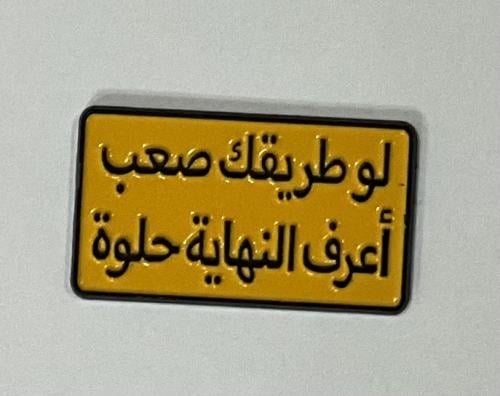 لو طريقك صعب
أعرف النهاية حلوة